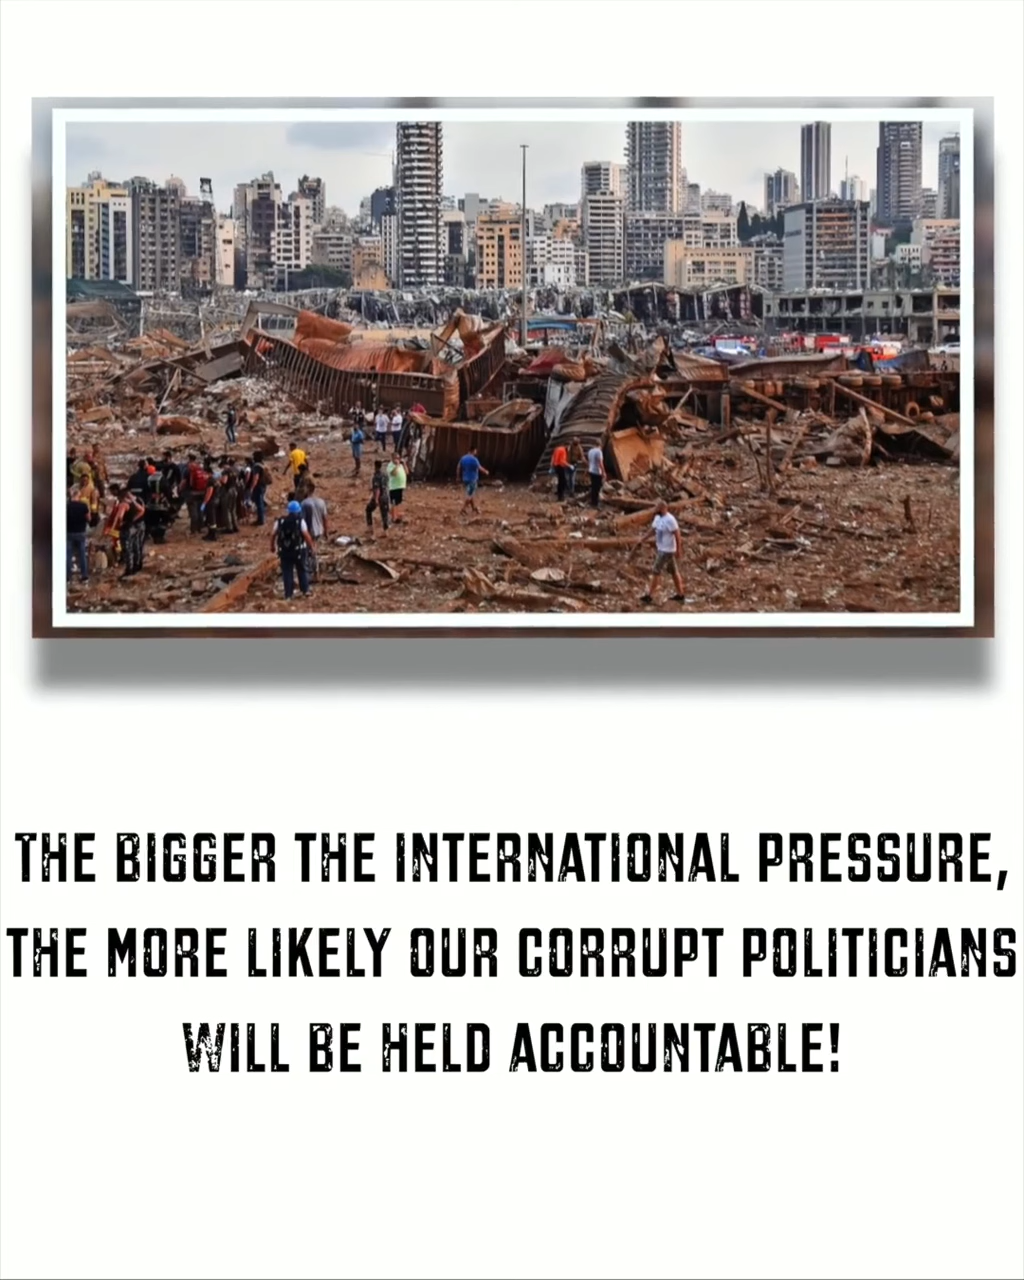 THE BIGGER THE INTERNATIONAL PRESSURE,
THE MORE LIKELY OUR CORRUPT POLITICIANS
WILL BE HELD ACCOUNTABLE!